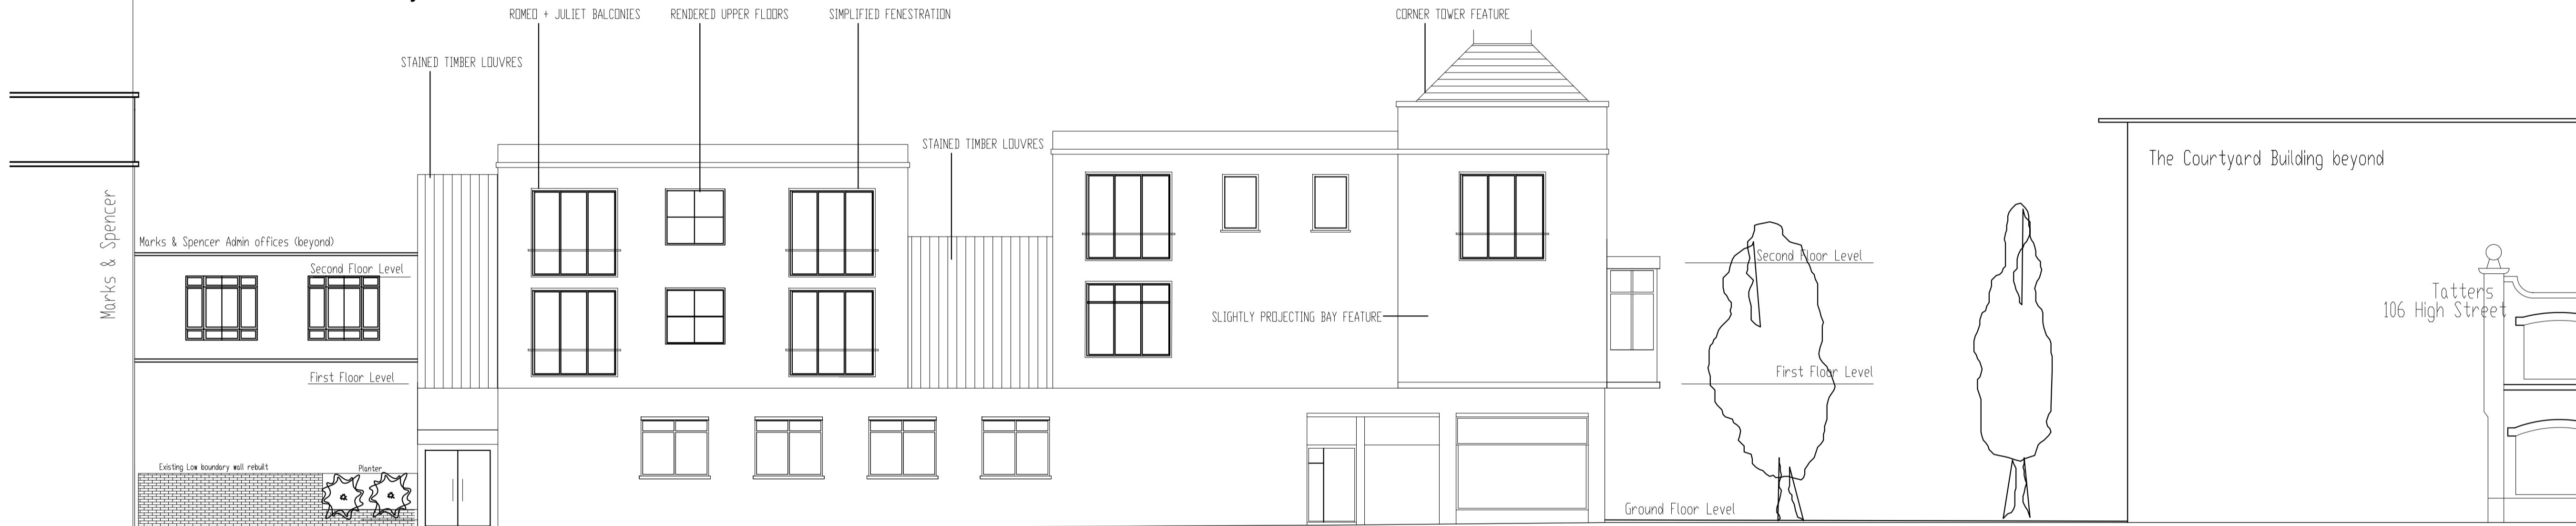 ROMEO + JULIET BALCONIES
RENDERED UPPER FLOORS
SIMPLIFIED FENESTRATION
CORNER TOWER FEATURE
STAINED TIMBER LOUVRES
STAINED TIMBER LOUVRES
The Courtyard Building beyond
Marks & Spencer
Marks & Spencer Admin offices (beyond)
Second Floor Level
Second Floor Level
Tatters
106 High Street
SLIGHTLY PROJECTING BAY FEATURE
First Floor Level
First Floor Level
Existing Low boundary wall rebuilt
Planter
Ground Floor Level